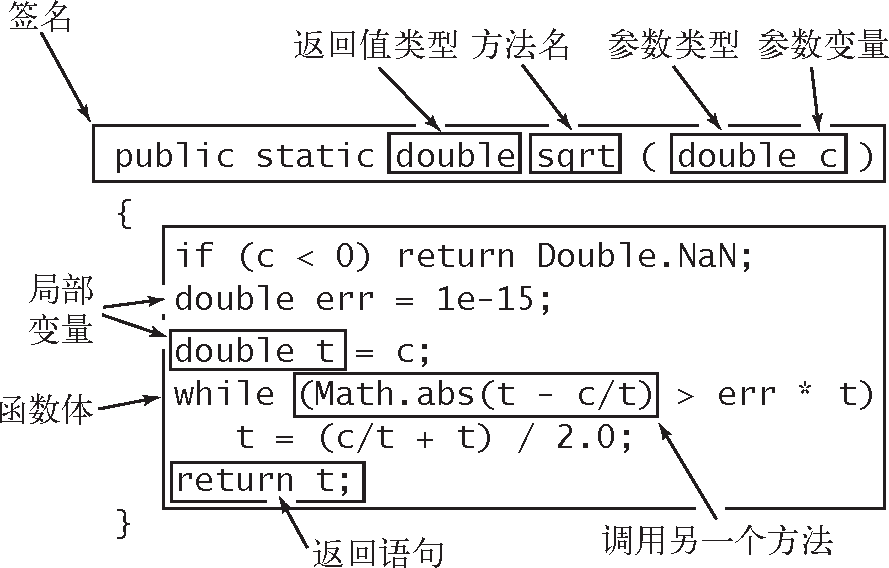 签名
返回值类型 方法名 参数类型 参数变量
public static double sqrt ( double c )
{
if (c < 0) return Double.NaN;
double err = 1e-15;
局部
变量
double t = c;
while (Math.abs(t - c/t) > err * t)
函数体
t = (c/t + t) / 2.0;
return t;
}
返回语句
调用另一个方法